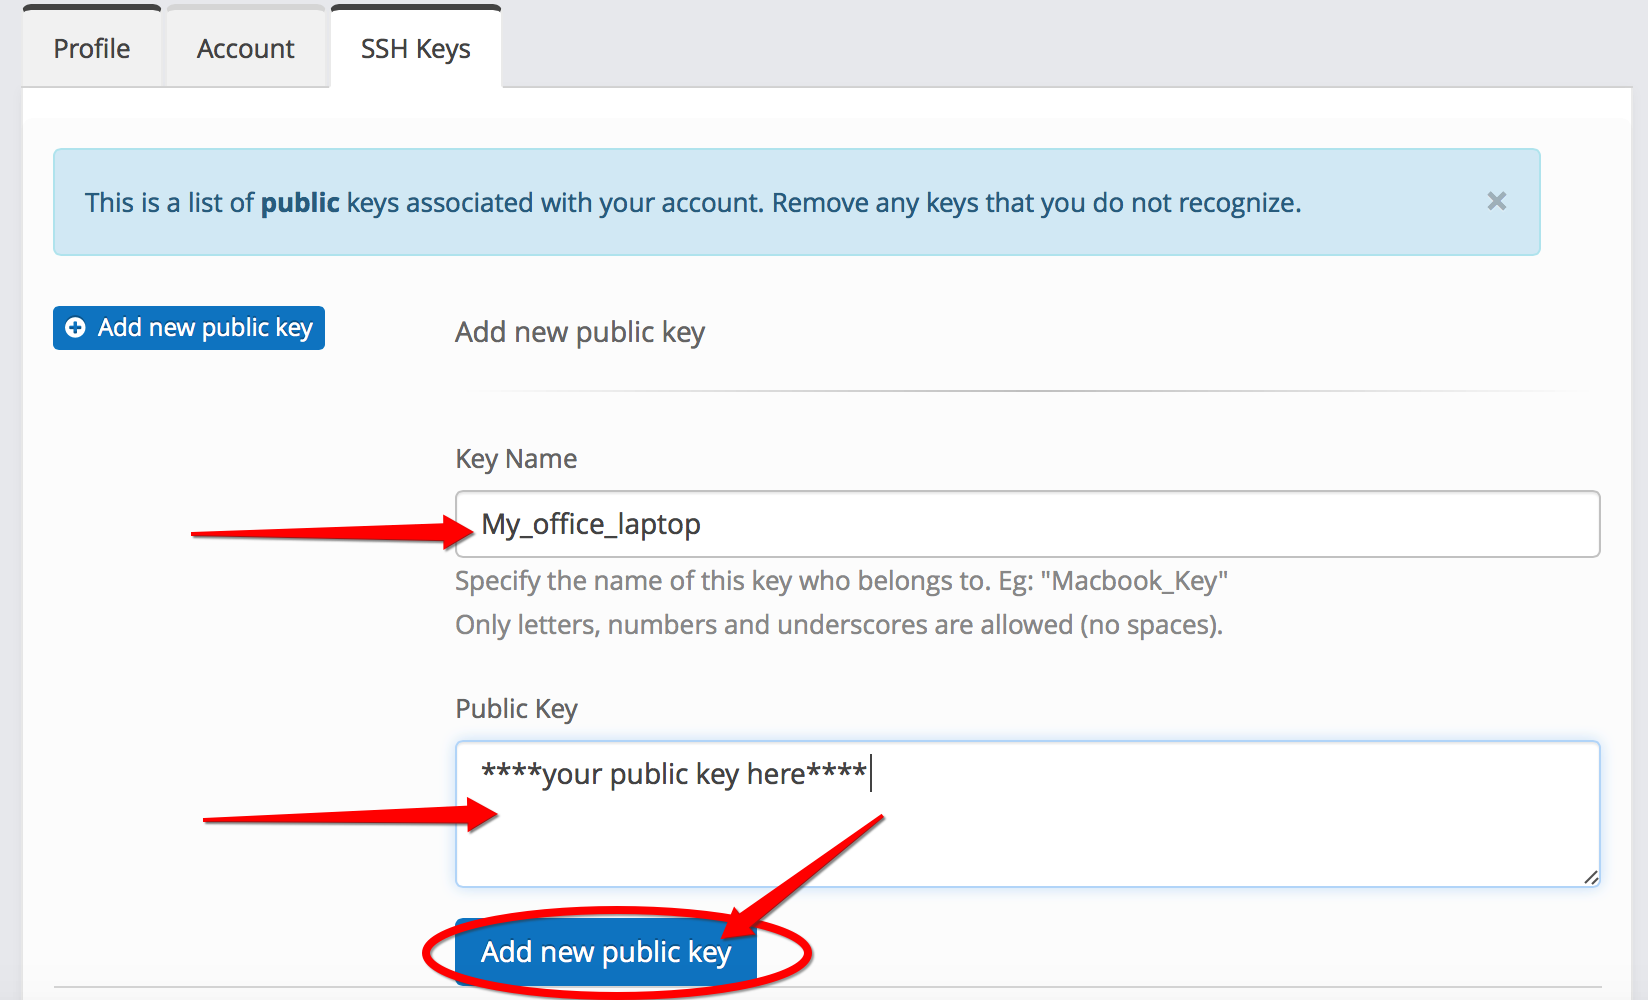 Profile
Account
SSH Keys
This is a list of public keys associated with your account. Remove any keys that you do not recognize.
Add new public key
Add new public key
Key Name
My_office_laptop
Specify the name of this key who belongs to. Eg: "Macbook_Key"
Only letters, numbers and underscores are allowed (no spaces).
Public Key
****your public key here****
Add new public key